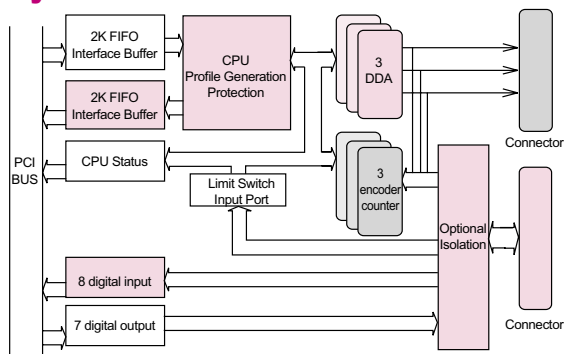 2K FIFO
Interface Buffer
CPU
Profile Generation
Protection
3
DDA
2K FIFO
Interface Buffer
Connector
PCI
BUS
CPU Status
Limit Switch
Input Port
3
encoder
counter
Optional
Isolation
8 digital input
7 digital output
Connector